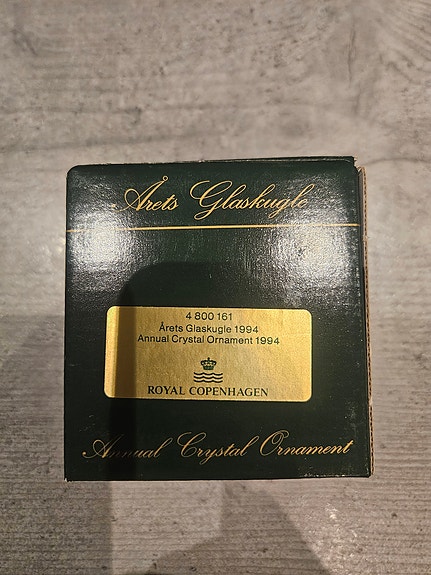 Årets Glaskugle
4 800 161
Årets Glaskugle 1994
Annual Crystal Ornament 1994
ROYAL COPENHAGEN
Annual Crystal Ornament